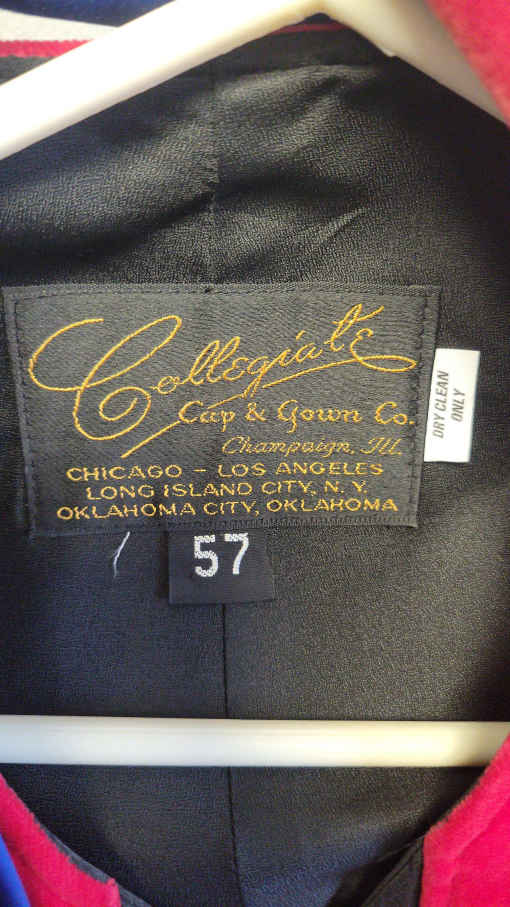 Collegiate
Cap & Gown Co.
Champaign, Ill.
CHICAGO – LOS ANGELES
LONG ISLAND CITY, N. Y.
OKLAHOMA CITY, OKLAHOMA
DRY CLEAN
ONLY
57